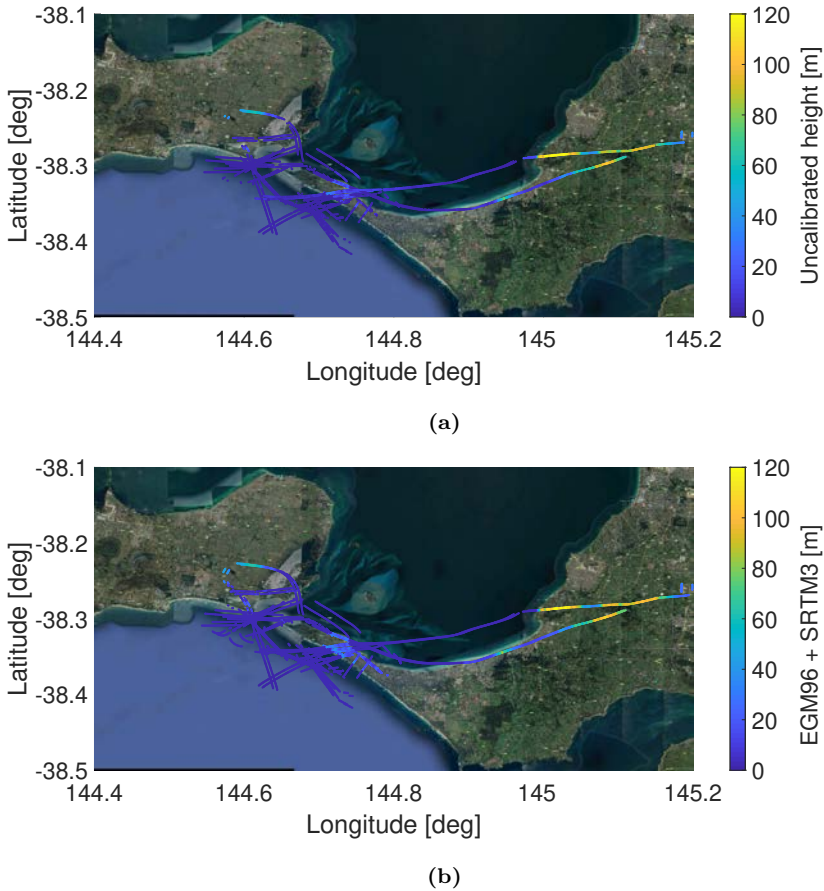 -38.1
-38.2
-38.3
-38.4
-38.5
Latitude [deg]
144.4 144.6 144.8 145 145.2
Longitude [deg]
120
100
80
60
40
20
0
Uncalibrated height [m]
(a)
-38.1
-38.2
-38.3
-38.4
-38.5
Latitude [deg]
144.4 144.6 144.8 145 145.2
Longitude [deg]
120
100
80
60
40
20
0
EGM96 + SRTM3 [m]
(b)